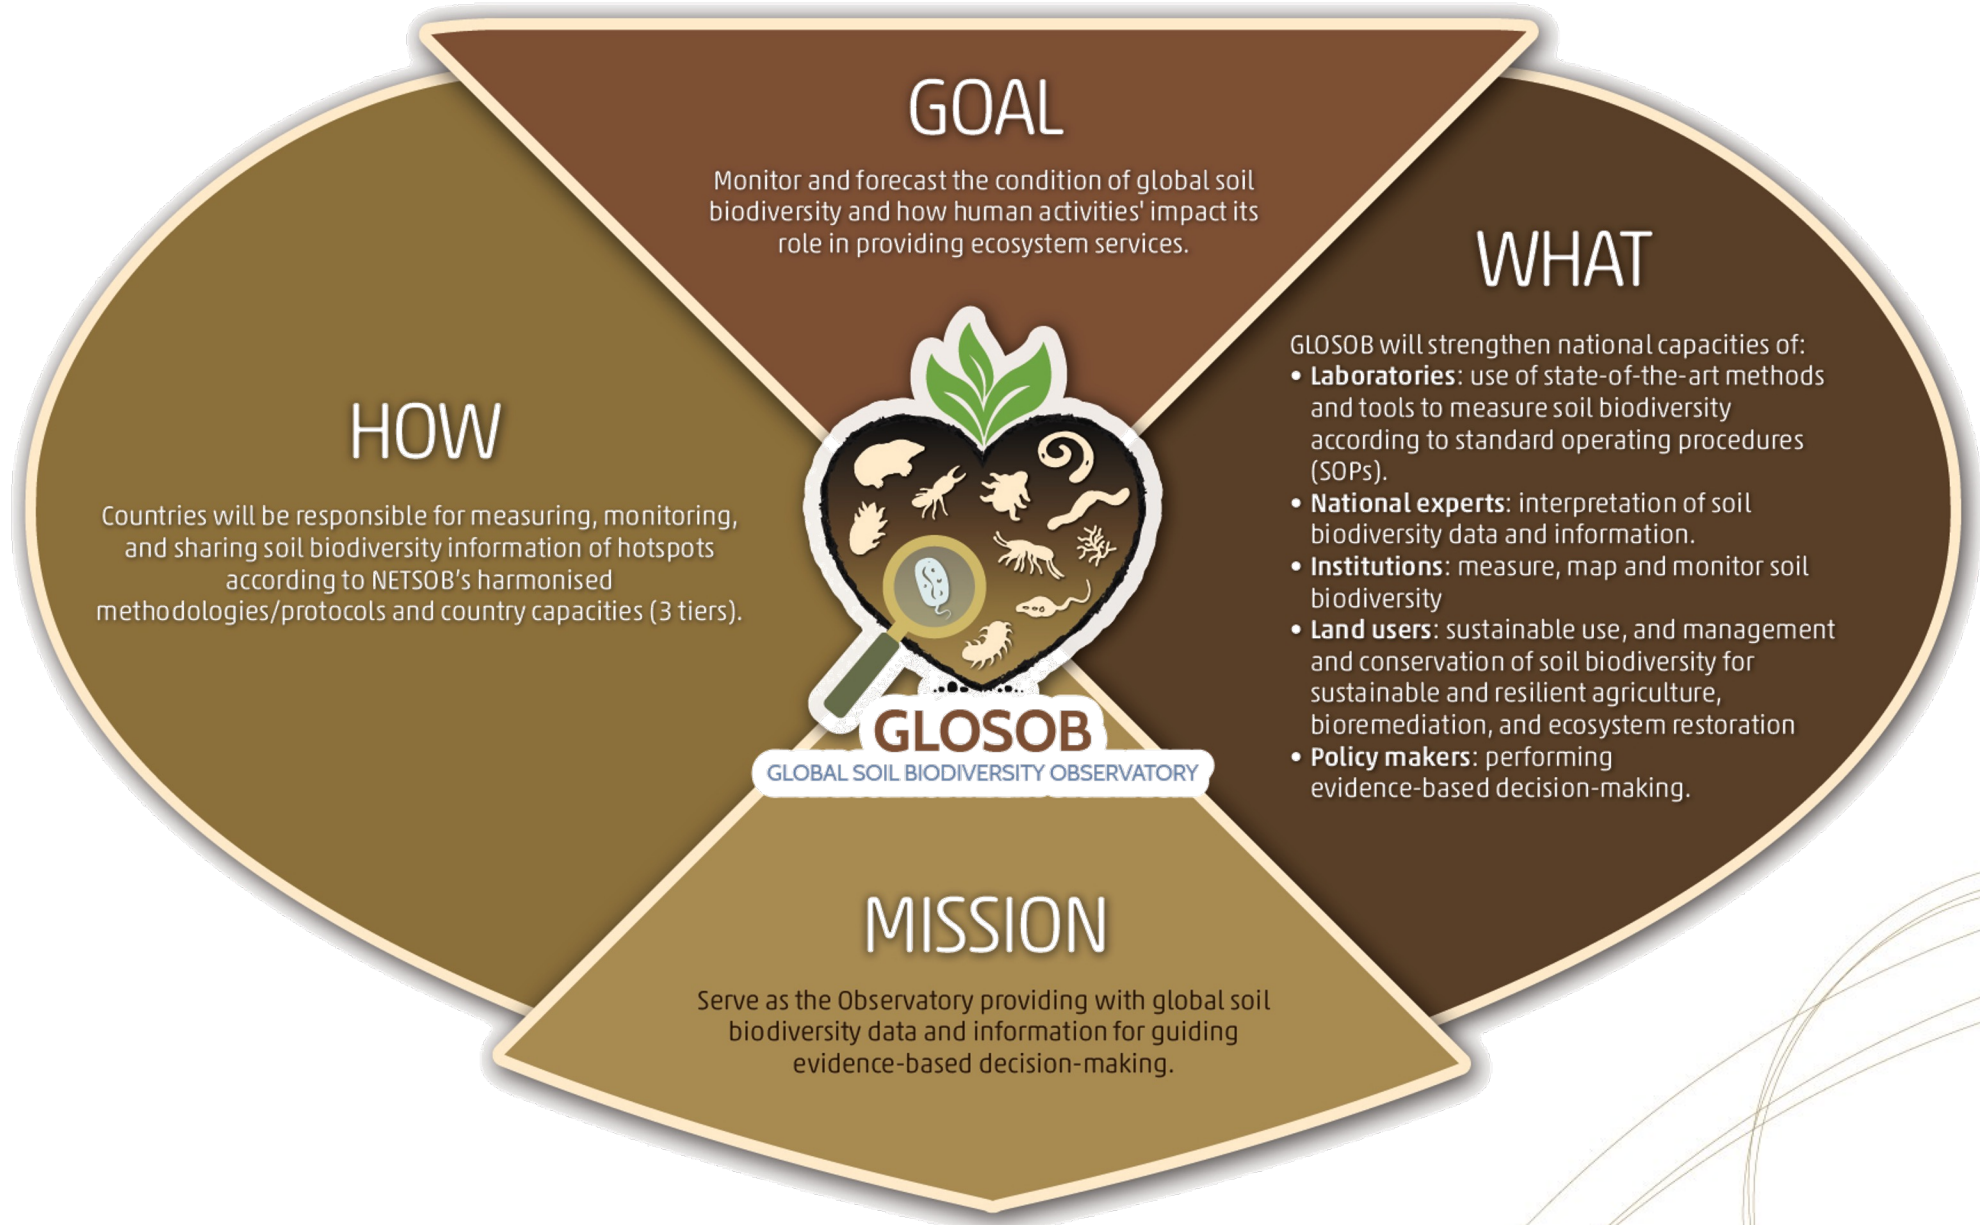 GOAL
Monitor and forecast the condition of global soil
biodiversity and how human activities' impact its
role in providing ecosystem services.
WHAT
GLOSOB will strengthen national capacities of:
• Laboratories: use of state-of-the-art methods
and tools to measure soil biodiversity
according to standard operating procedures
(SOPs).
• National experts: interpretation of soil
biodiversity data and information.
• Institutions: measure, map and monitor soil
biodiversity
• Land users: sustainable use, and management
and conservation of soil biodiversity for
sustainable and resilient agriculture,
bioremediation, and ecosystem restoration
• Policy makers: performing
evidence-based decision-making.
HOW
Countries will be responsible for measuring, monitoring,
and sharing soil biodiversity information of hotspots
according to NETSOB's harmonised
methodologies/protocols and country capacities (3 tiers).
GLOSOB
GLOBAL SOIL BIODIVERSITY OBSERVATORY
MISSION
Serve as the Observatory providing with global soil
biodiversity data and information for guiding
evidence-based decision-making.